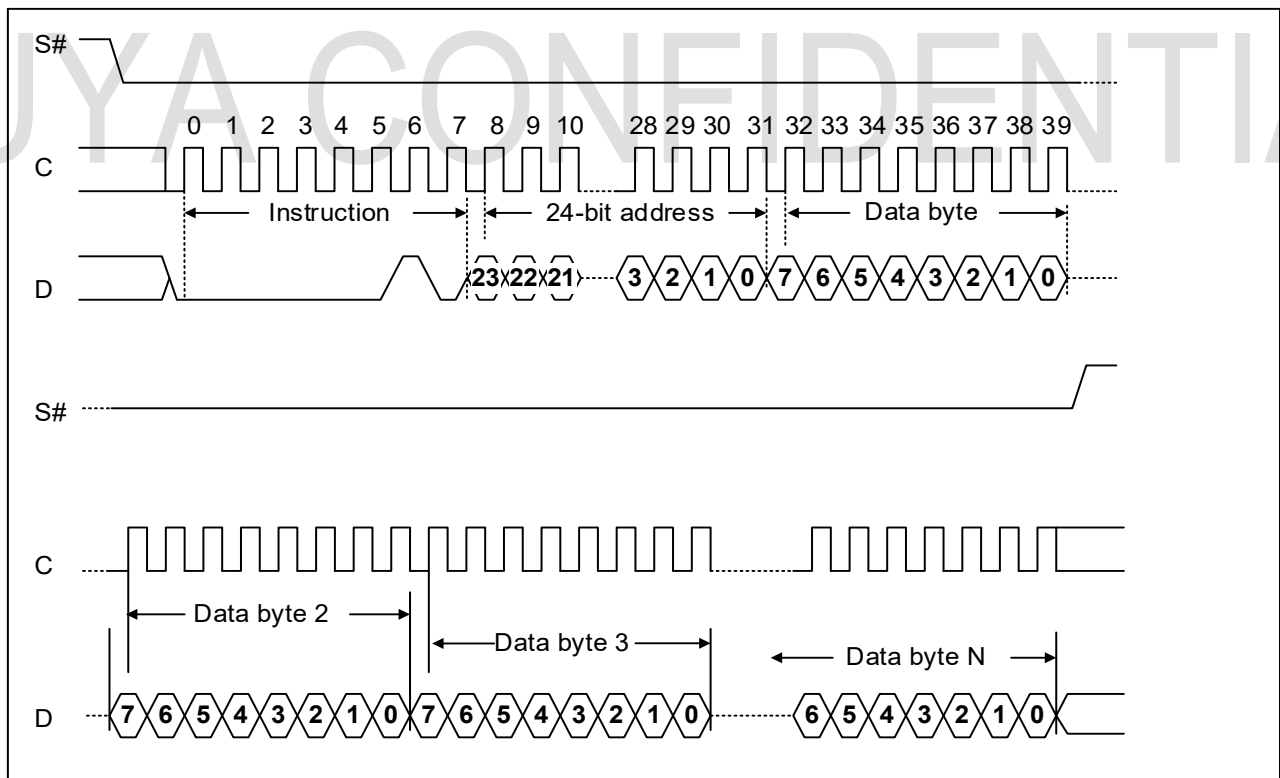 UYA CONFIDENTIA
S#
0 1 2 3 4 5 6 7 8 9 10 28 29 30 31 32 33 34 35 36 37 38 39
C
Instruction 24-bit address Data byte
D 23 22 21 3 2 1 0 7 6 5 4 3 2 1 0
S#
C
Data byte 2
Data byte 3 Data byte N
D 7 6 5 4 3 2 1 0 7 6 5 4 3 2 1 0 6 5 4 3 2 1 0